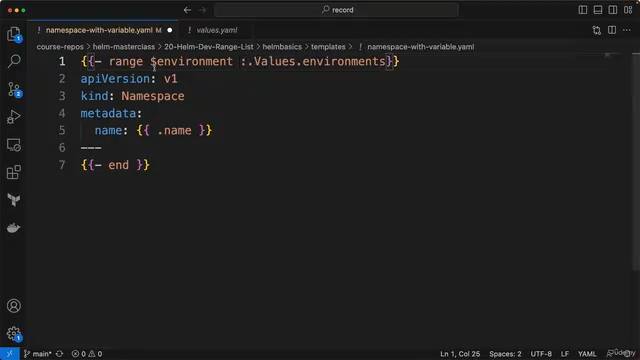 record
namespace-with-variable.yaml M
values.yaml
course-repos > helm-masterclass > 20-Helm-Dev-Range-List > helmbasics > templates > ! namespace-with-variable.yaml
1 {{- range $environment :.Values.environments}}
2 apiVersion: v1
3 kind: Namespace
4 metadata:
5 name: {{ .name }}
6 ---
7 {{- end }}
main* 0 0 Ln 1, Col 25 Spaces: 2 UTF-8 LF YAML